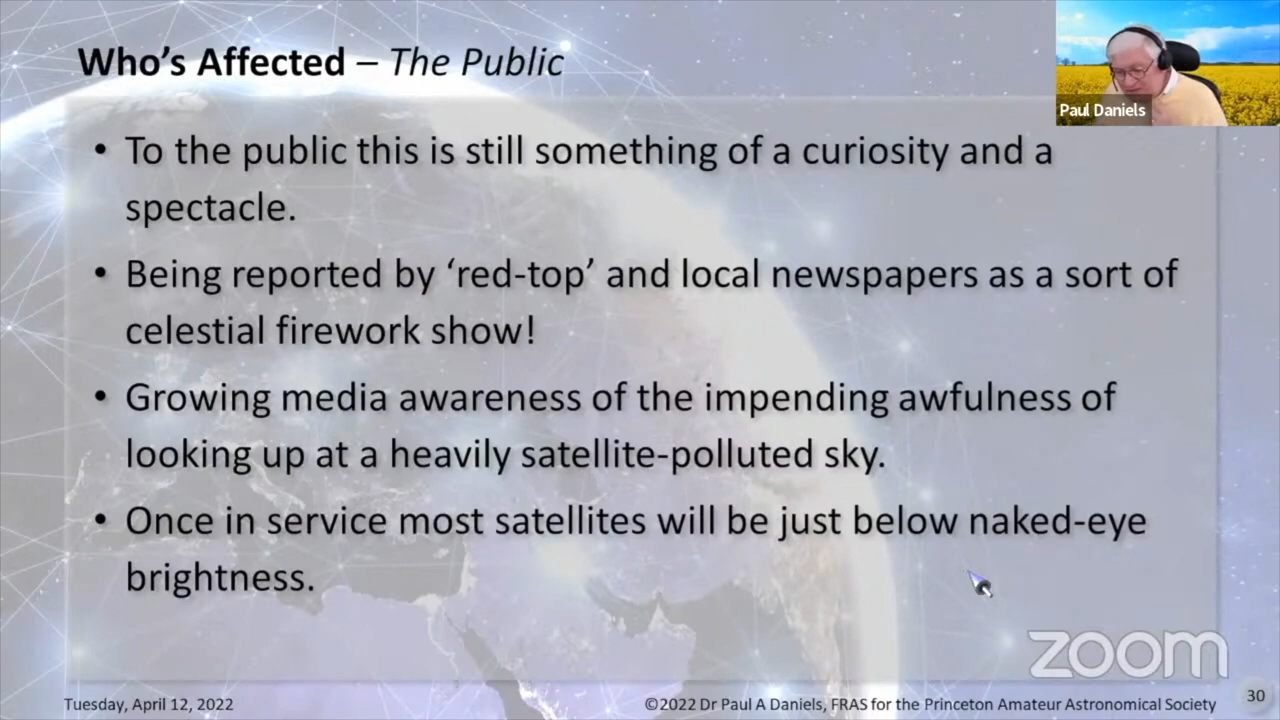 Who's Affected – The Public
Paul Daniels
• To the public this is still something of a curiosity and a
spectacle.
• Being reported by ‘red-top’ and local newspapers as a sort of
celestial firework show!
• Growing media awareness of the impending awfulness of
looking up at a heavily satellite-polluted sky.
• Once in service most satellites will be just below naked-eye
brightness.
zoom
Tuesday, April 12, 2022
©2022 Dr Paul A Daniels, FRAS for the Princeton Amateur Astronomical Society
30